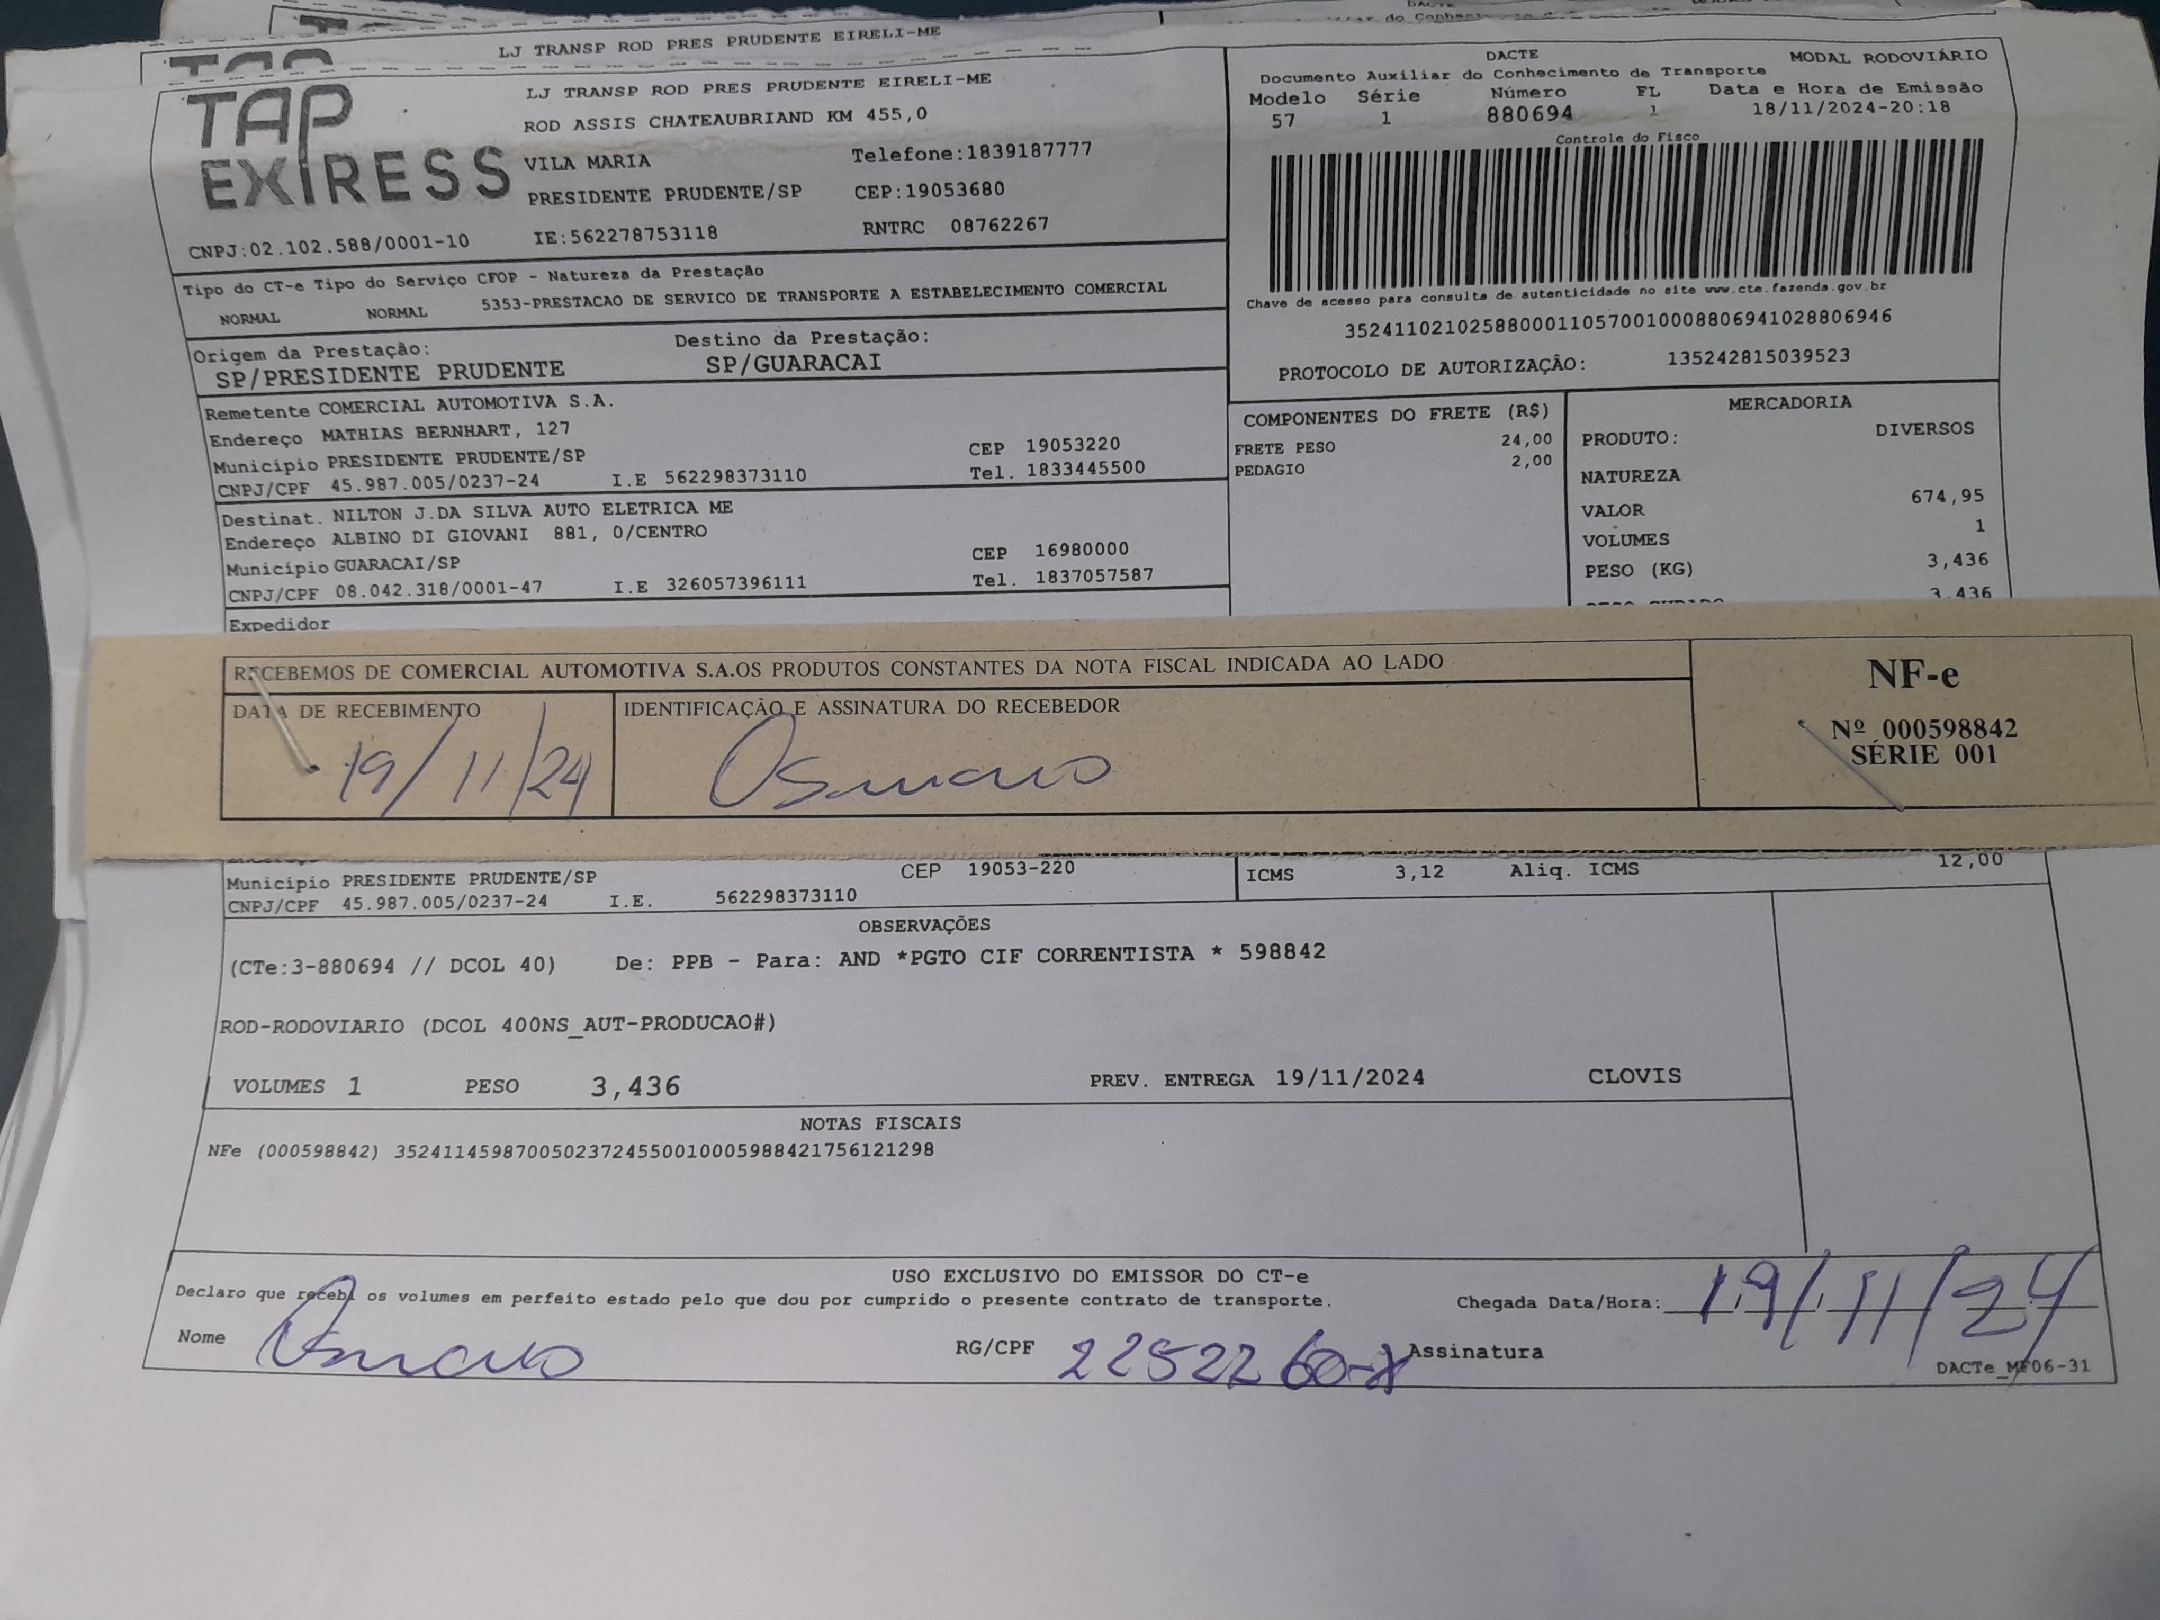 LJ TRANSP ROD PRES PRUDENTE EIRELI-ME
TAP EXPRESS
LJ TRANSP ROD PRES PRUDENTE EIRELI-ME
ROD ASSIS CHATEAUBRIAND KM 455,0
VILA MARIA Telefone:1839187777
PRESIDENTE PRUDENTE/SP CEP:19053680
CNPJ:02.102.588/0001-10 IE:562278753118 RNTRC 08762267
DACTE MODAL RODOVIÁRIO
Documento Auxiliar do Conhecimento de Transporte
Modelo Série Número FL Data e Hora de Emissão
57 1 880694 1 18/11/2024-20:18
Controle do Fisco
Chave de acesso para consulta de autenticidade no site www.cte.fazenda.gov.br
35241102102588000110570010008806941028806946
PROTOCOLO DE AUTORIZAÇÃO: 135242815039523
Tipo do CT-e Tipo do Serviço CFOP - Natureza da Prestação
NORMAL NORMAL 5353-PRESTACAO DE SERVICO DE TRANSPORTE A ESTABELECIMENTO COMERCIAL
Origem da Prestação: Destino da Prestação:
SP/PRESIDENTE PRUDENTE SP/GUARACAI
Remetente COMERCIAL AUTOMOTIVA S.A.
Endereço MATHIAS BERNHART, 127
Município PRESIDENTE PRUDENTE/SP CEP 19053220
CNPJ/CPF 45.987.005/0237-24 I.E 562298373110 Tel. 1833445500
Destinat. NILTON J.DA SILVA AUTO ELETRICA ME
Endereço ALBINO DI GIOVANI 881, 0/CENTRO
Município GUARACAI/SP CEP 16980000
CNPJ/CPF 08.042.318/0001-47 I.E 326057396111 Tel. 1837057587
Expedidor
COMPONENTES DO FRETE (R$)
FRETE PESO 24,00
PEDAGIO 2,00
MERCADORIA
PRODUTO: DIVERSOS
NATUREZA
VALOR 674,95
VOLUMES 1
PESO (KG) 3,436
3.436
RECEBEMOS DE COMERCIAL AUTOMOTIVA S.A.OS PRODUTOS CONSTANTES DA NOTA FISCAL INDICADA AO LADO
DATA DE RECEBIMENTO IDENTIFICAÇÃO E ASSINATURA DO RECEBEDOR
19/11/24
NF-e
Nº 000598842
SÉRIE 001
Município PRESIDENTE PRUDENTE/SP CEP 19053-220
CNPJ/CPF 45.987.005/0237-24 I.E. 562298373110
ICMS 3,12 Aliq. ICMS 12,00
OBSERVAÇÕES
(CTe:3-880694 // DCOL 40) De: PPB - Para: AND *PGTO CIF CORRENTISTA * 598842
ROD-RODOVIARIO (DCOL 400NS_AUT-PRODUCAO#)
VOLUMES 1 PESO 3,436 PREV. ENTREGA 19/11/2024 CLOVIS
NOTAS FISCAIS
NFe (000598842) 35241145987005023724550010005988421756121298
USO EXCLUSIVO DO EMISSOR DO CT-e
Declaro que recebi os volumes em perfeito estado pelo que dou por cumprido o presente contrato de transporte. Chegada Data/Hora: 19/11/24
Nome RG/CPF 2252260-X Assinatura
DACTe_MF06-31